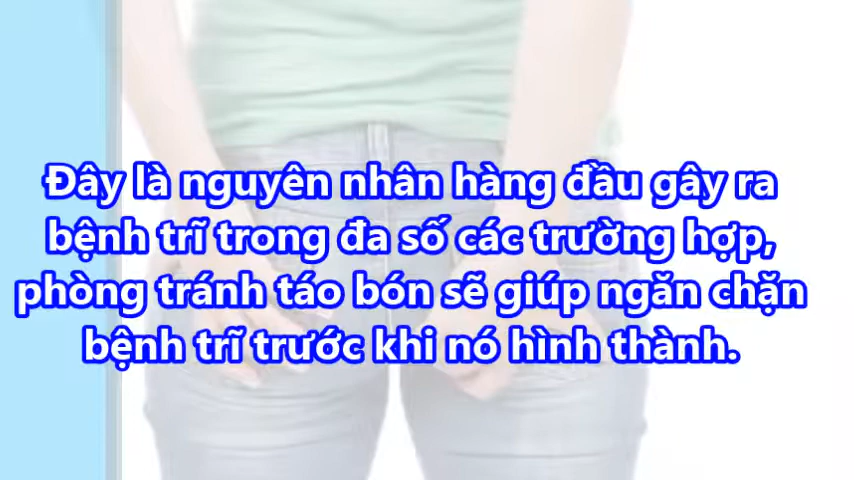 Đây là nguyên nhân hàng đầu gây ra
bệnh trĩ trong đa số các trường hợp,
phòng tránh táo bón sẽ giúp ngăn chặn
bệnh trĩ trước khi nó hình thành.